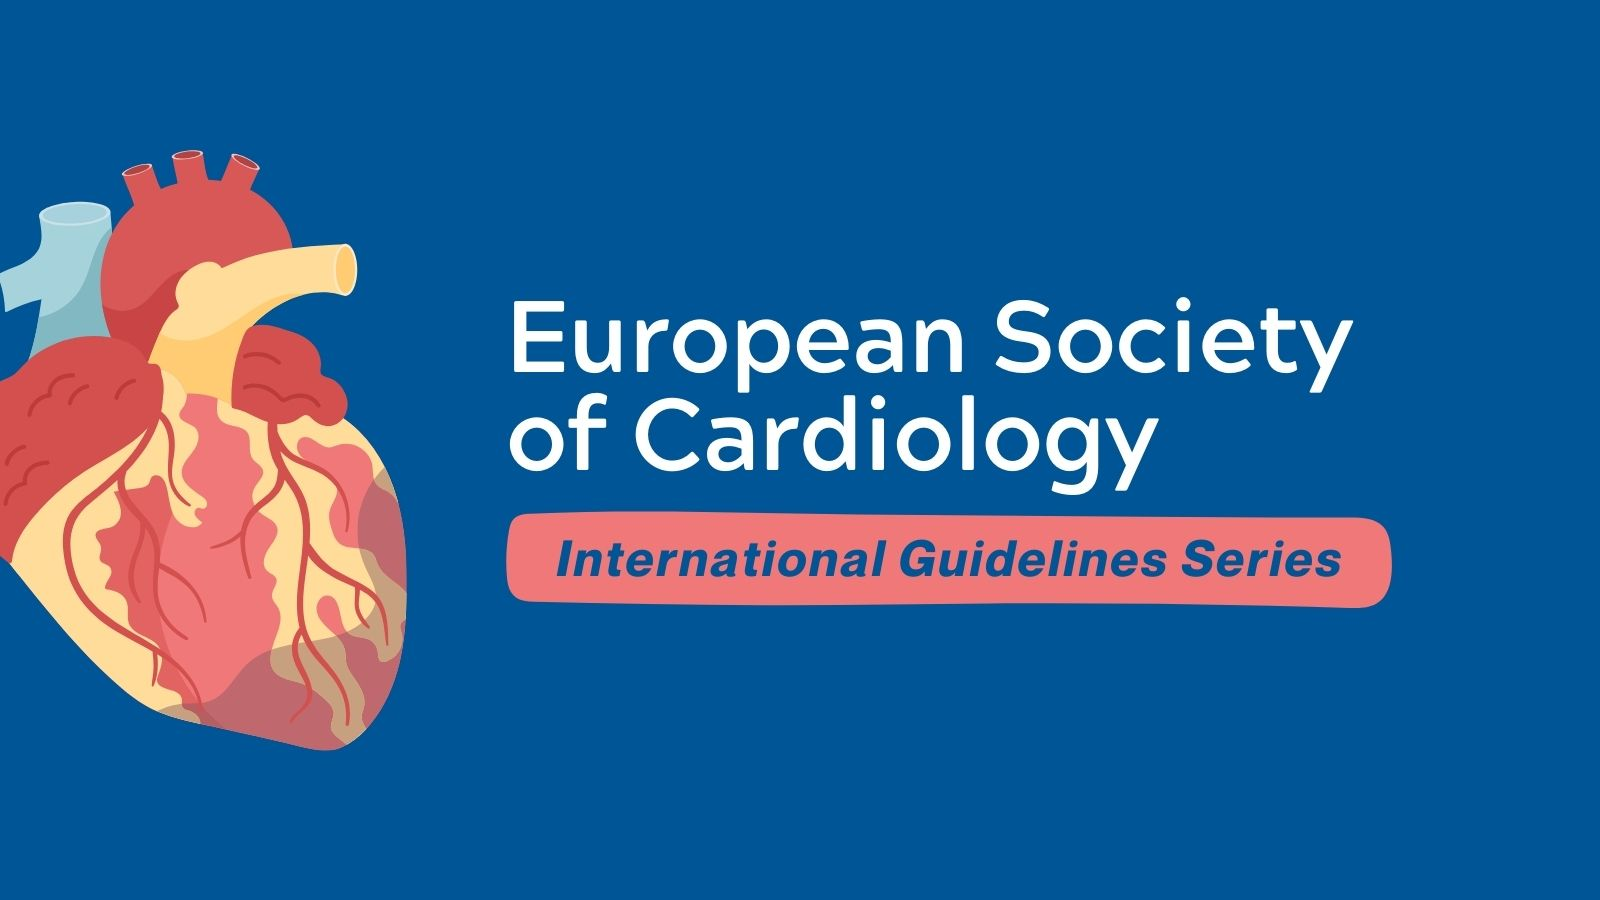 European Society
of Cardiology
International Guidelines Series